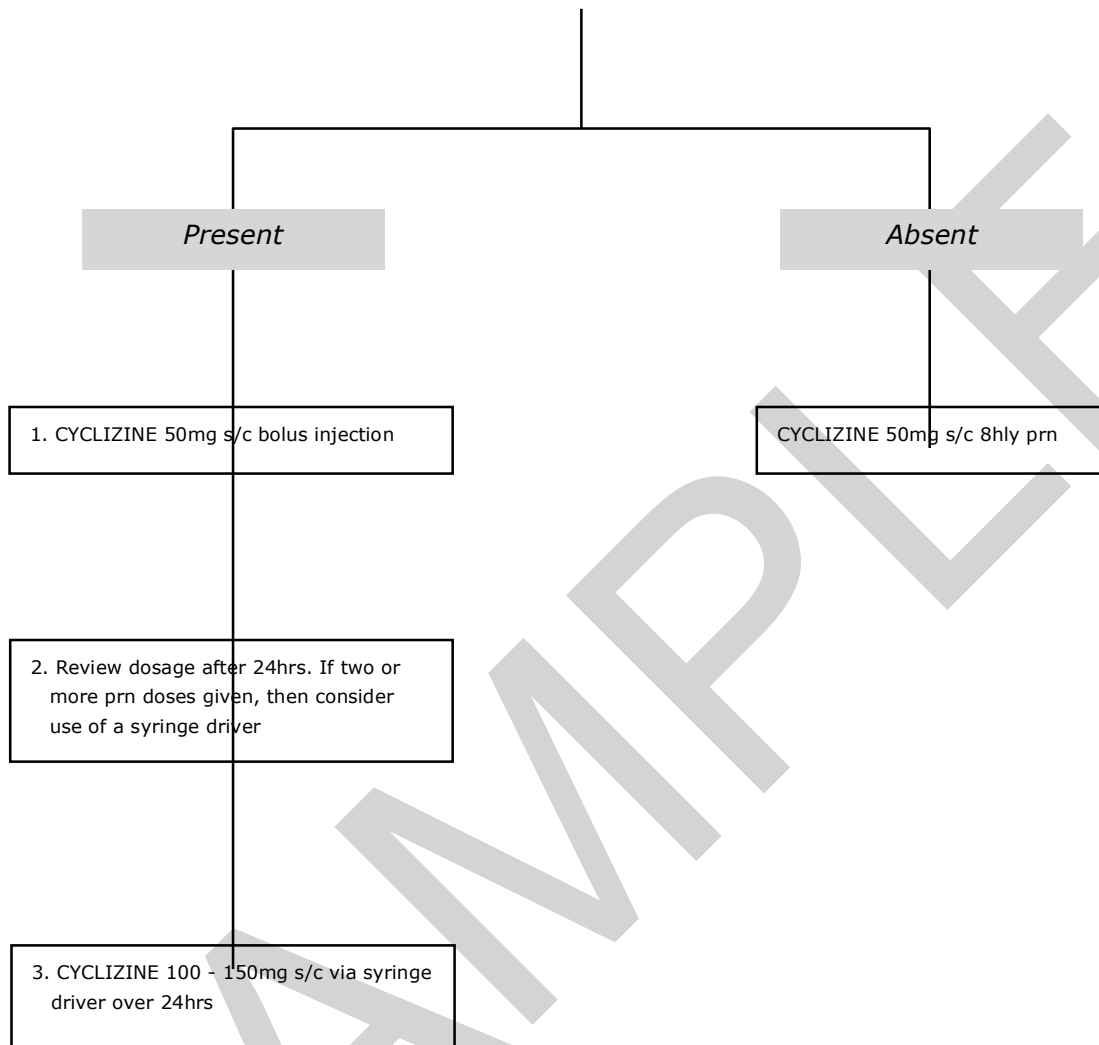 Present
Absent
1. CYCLIZINE 50mg s/c bolus injection
CYCLIZINE 50mg s/c 8hly prn
2. Review dosage after 24hrs. If two or
more prn doses given, then consider
use of a syringe driver
3. CYCLIZINE 100 - 150mg s/c via syringe
driver over 24hrs
AMPLE